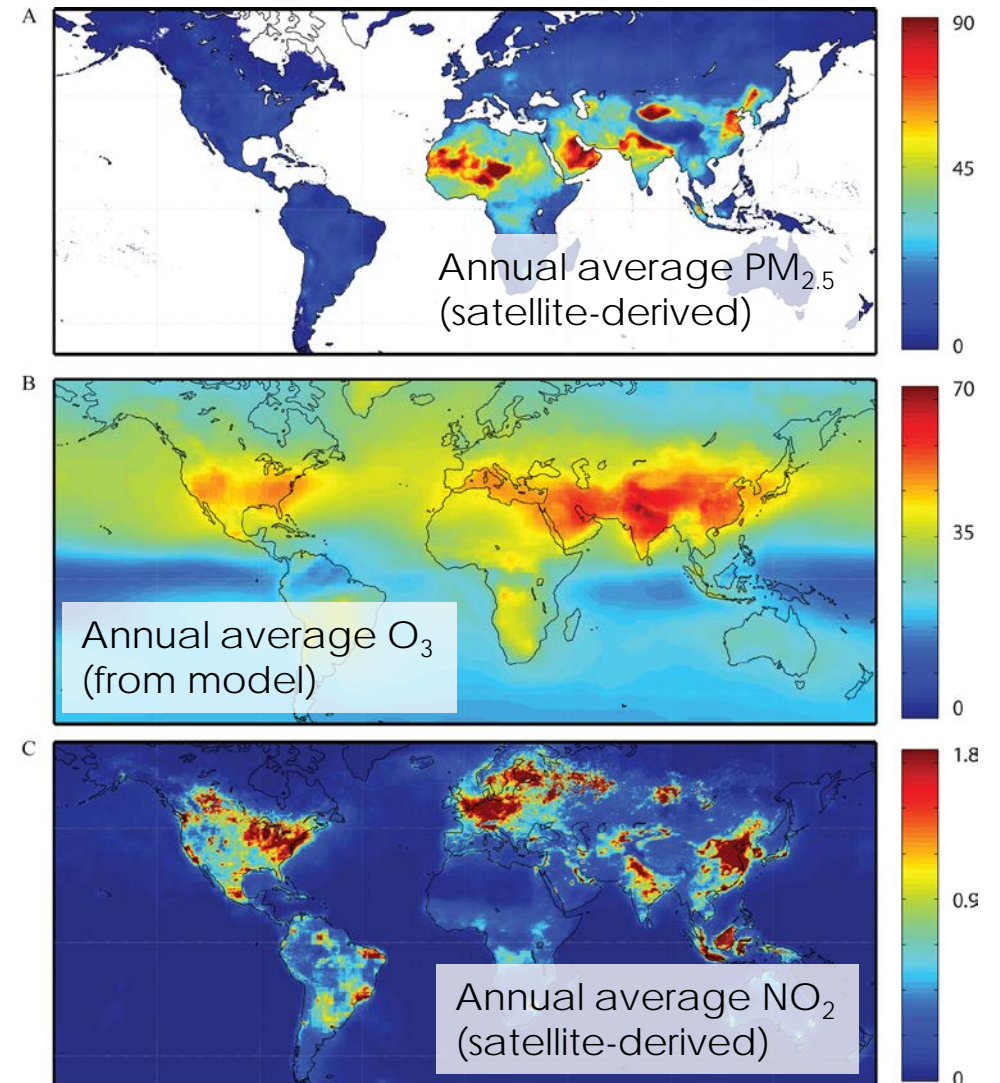 A
90
45
0
Annual average PM2.5
(satellite-derived)
B
70
35
0
Annual average O3
(from model)
C
1.8
0.9
0
Annual average NO2
(satellite-derived)